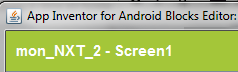 App Inventor for Android Blocks Editor:
mon_NXT_2 - Screen1